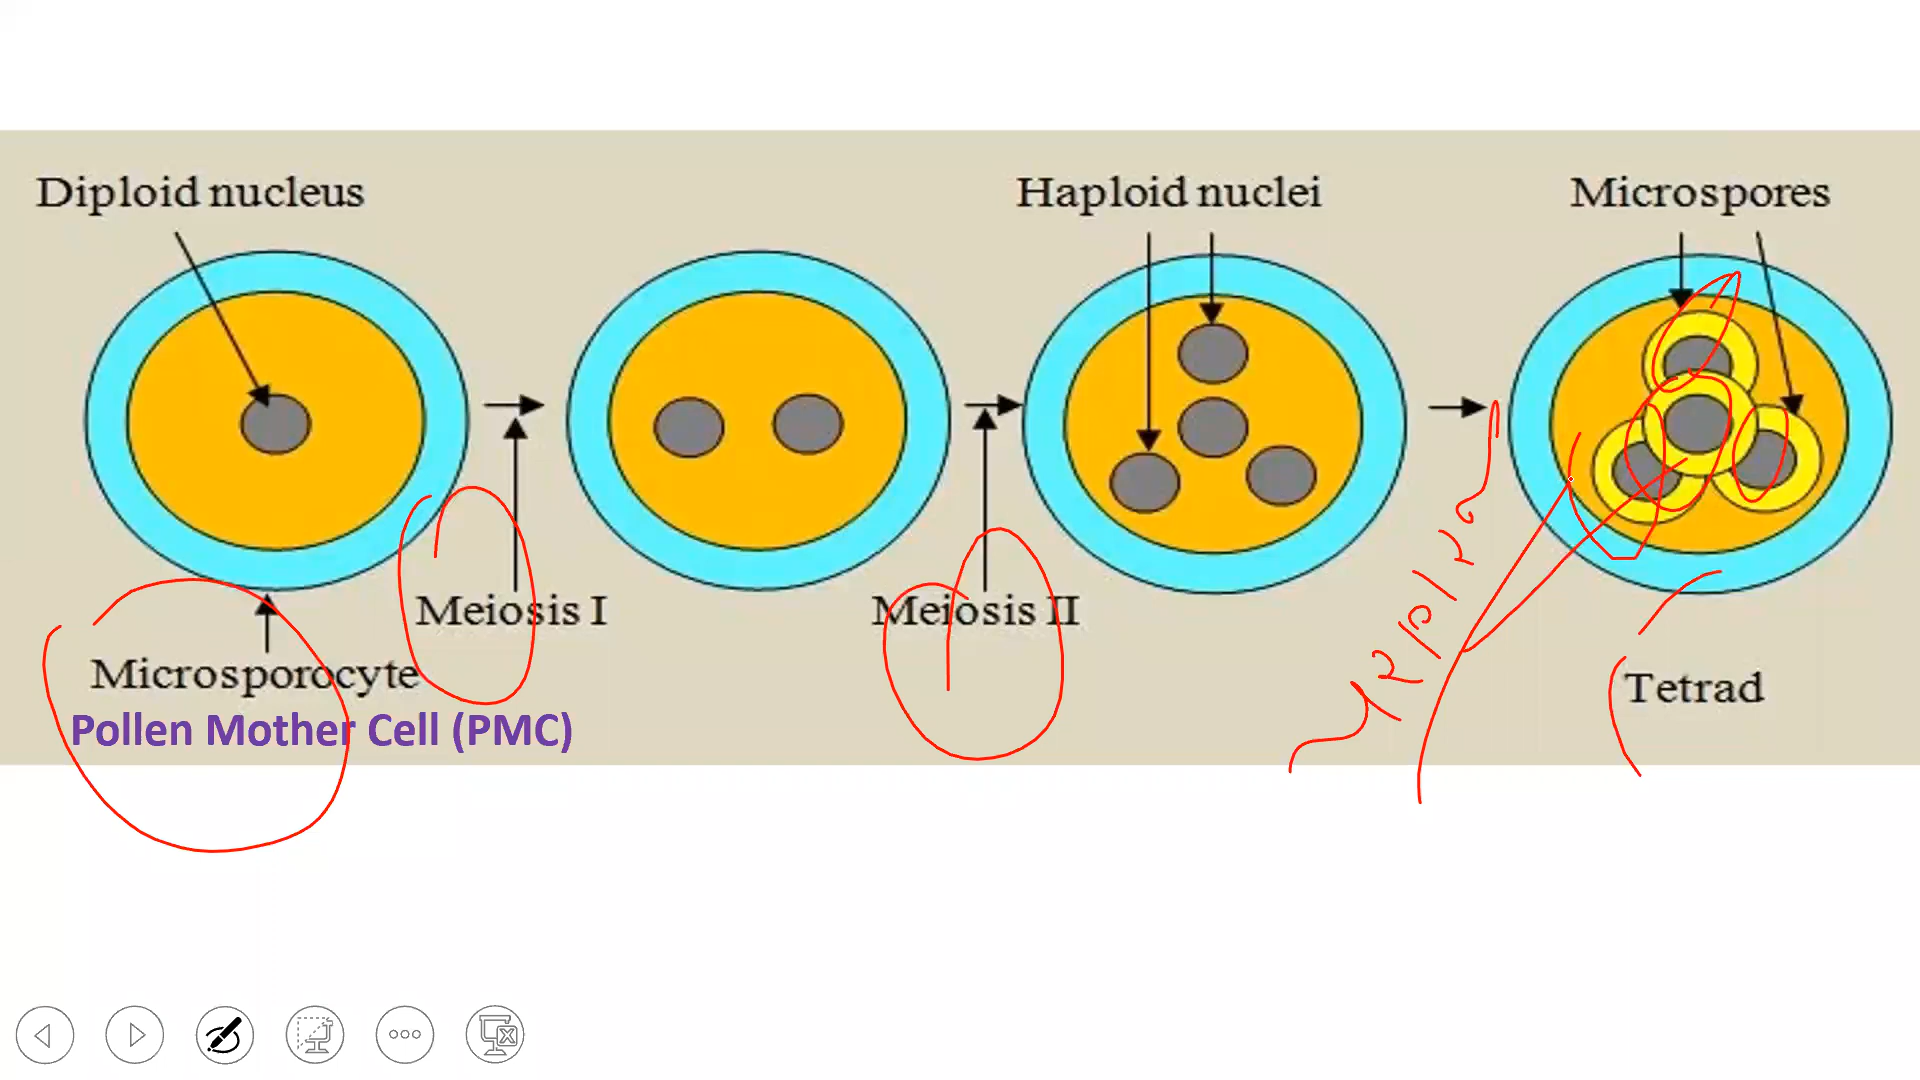 Diploid nucleus
Haploid nuclei
Microspores
Meiosis I
Meiosis II
Microsporocyte
Tetrad
Pollen Mother Cell (PMC)